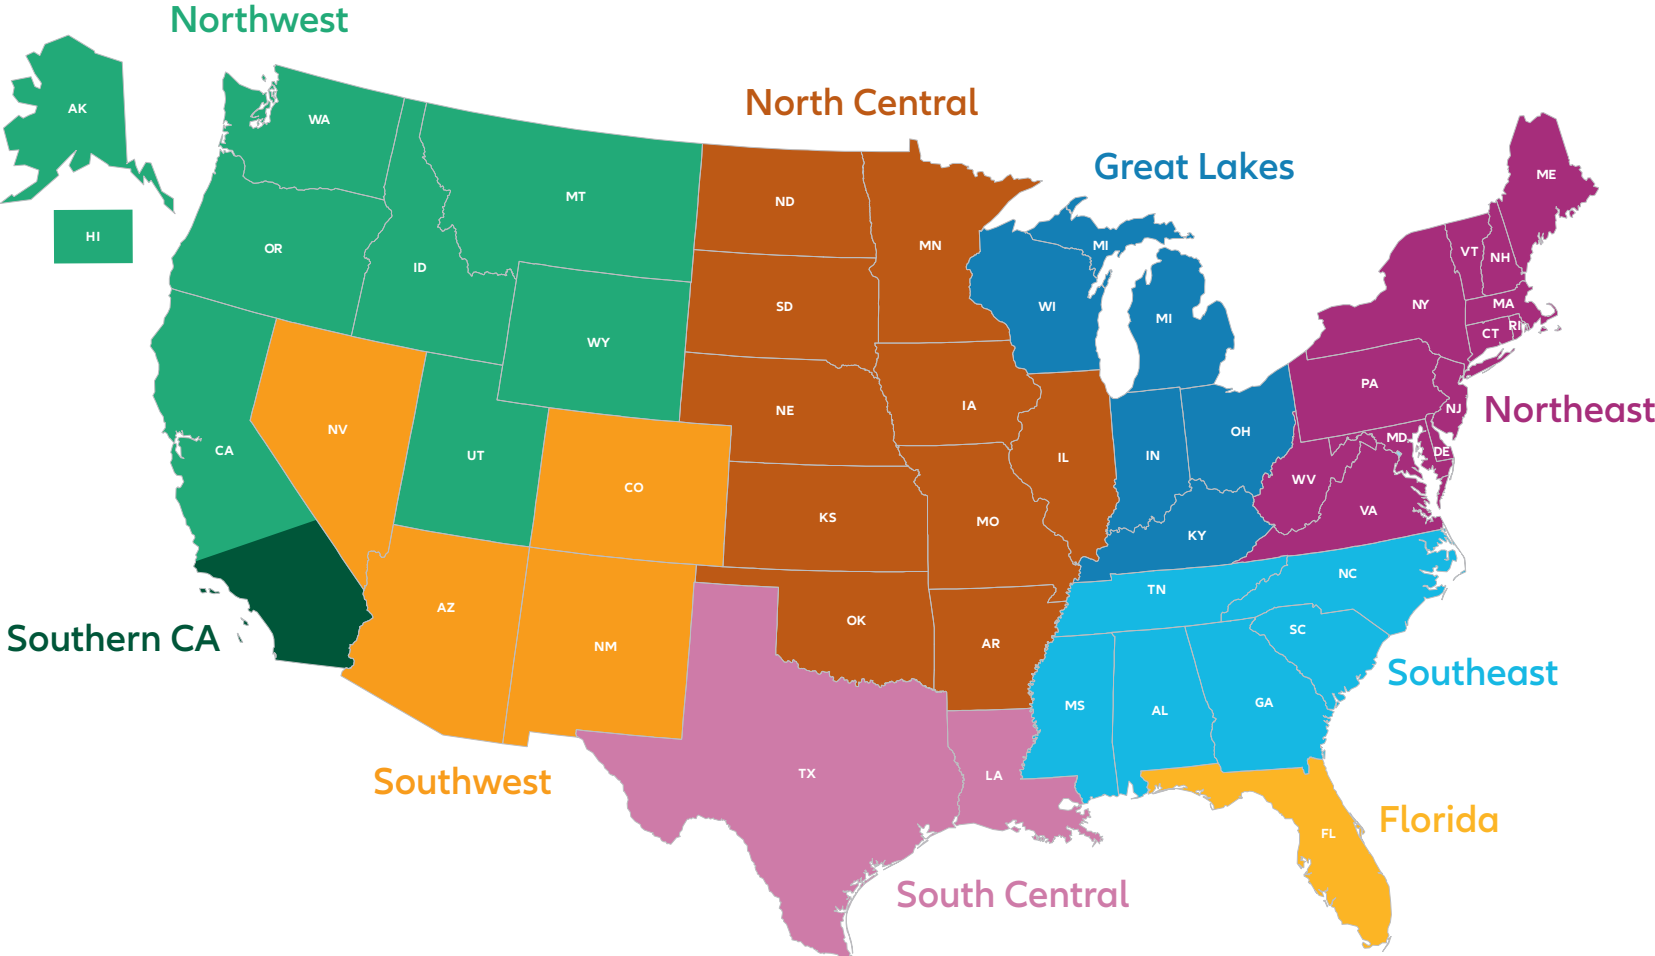 Northwest
AK
WA
HI
OR
ID
MT
WY
CA
UT
North Central
ND
MN
SD
NE
IA
IL
KS
MO
OK
AR
Great Lakes
MI
WI
MI
IN
OH
KY
ME
VT
NH
NY
MA
CT
RI
PA
NJ
MD
DE
WV
VA
Northeast
NV
CO
AZ
NM
Southwest
Southern CA
TX
LA
South Central
TN
NC
SC
MS
AL
GA
Southeast
FL
Florida